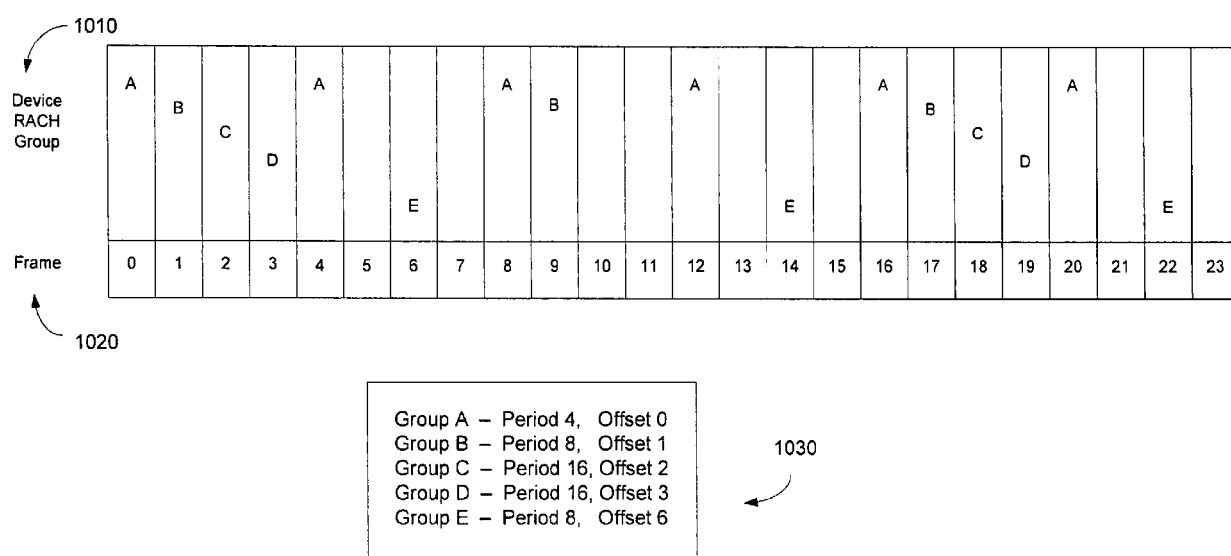 1010
A A A A A A
Device B B B
RACH C C
Group
D D
E E E
Frame 0 1 2 3 4 5 6 7 8 9 10 11 12 13 14 15 16 17 18 19 20 21 22 23
1020
Group A – Period 4, Offset 0
Group B – Period 8, Offset 1
Group C – Period 16, Offset 2
Group D – Period 16, Offset 3
Group E – Period 8, Offset 6
1030